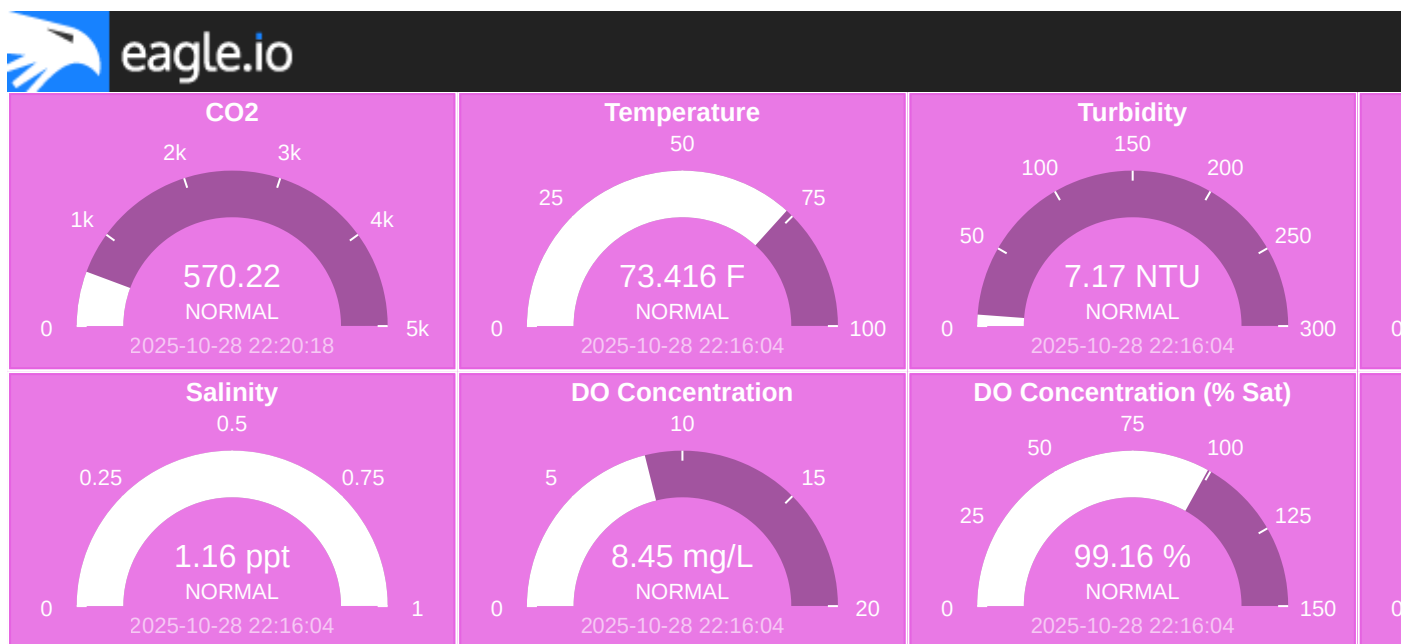 eagle.io
CO2
2k
3k
1k
4k
570.22
NORMAL
0
5k
2025-10-28 22:20:18
Temperature
50
25
75
73.416 F
NORMAL
0
100
2025-10-28 22:16:04
Turbidity
150
100
200
50
250
7.17 NTU
NORMAL
0
300
2025-10-28 22:16:04
0
Salinity
0.5
0.25
0.75
1.16 ppt
NORMAL
0
1
2025-10-28 22:16:04
DO Concentration
10
5
15
8.45 mg/L
NORMAL
0
20
2025-10-28 22:16:04
DO Concentration (% Sat)
75
50
100
25
125
99.16 %
NORMAL
0
150
2025-10-28 22:16:04
0